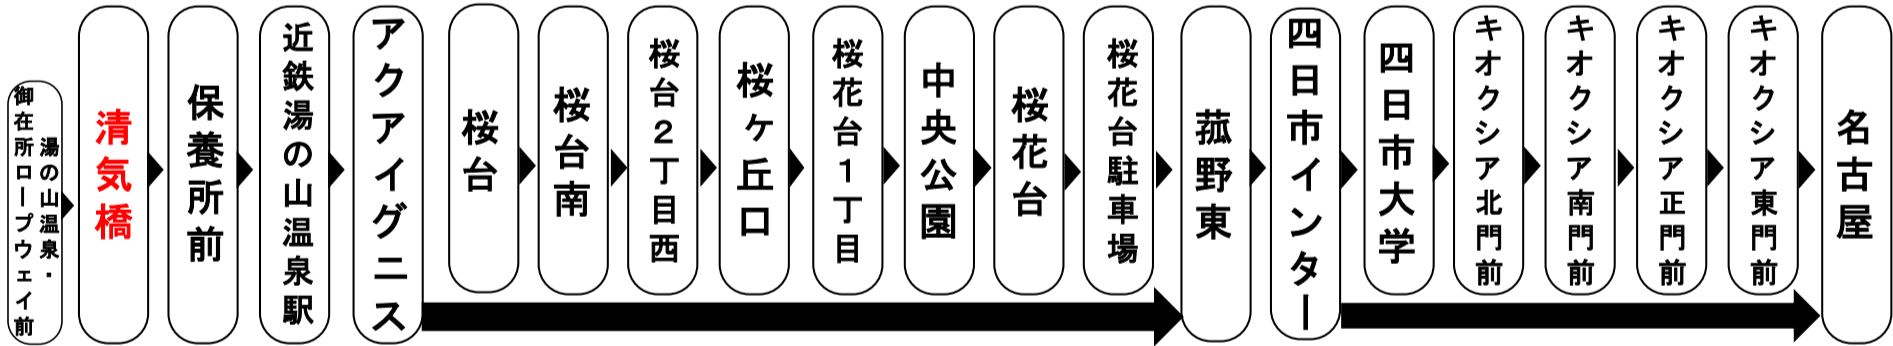 湯の山温泉・
御在所ロープウェイ前
清気橋
保養所前
近鉄湯の山温泉駅
アクアイグニス
桜台
桜台南
桜台2丁目西
桜ヶ丘口
桜花台1丁目
中央公園
桜花台
桜花台駐車場
菰野東
四日市インター
四日市大学
キオクシア北門前
キオクシア南門前
キオクシア正門前
キオクシア東門前
名古屋